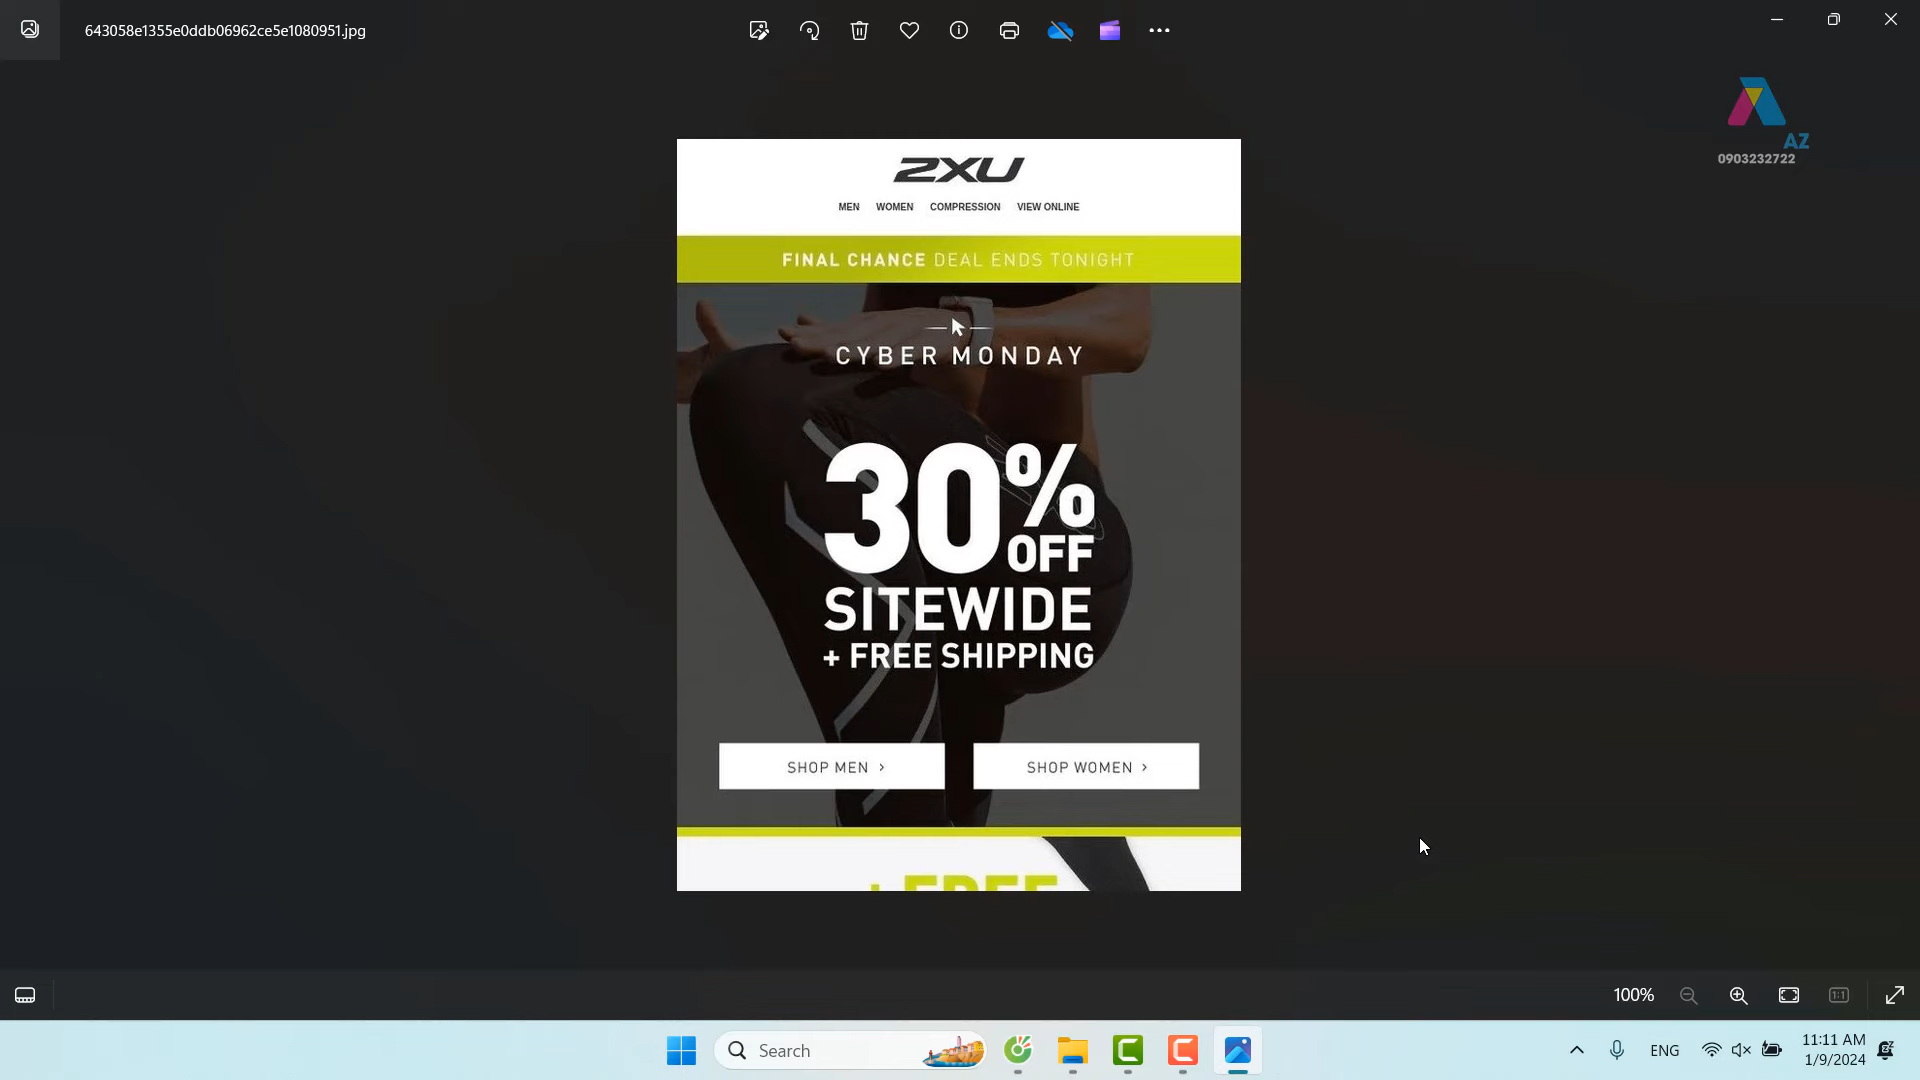 643058e1355e0ddb06962ce5e1080951.jpg
AZ
0903232722
2XU
MEN WOMEN COMPRESSION VIEW ONLINE
FINAL CHANCE DEAL ENDS TONIGHT
CYBER MONDAY
30% OFF
SITEWIDE
+ FREE SHIPPING
SHOP MEN > SHOP WOMEN >
+ FREE
100%
Search
ENG
11:11 AM
1/9/2024